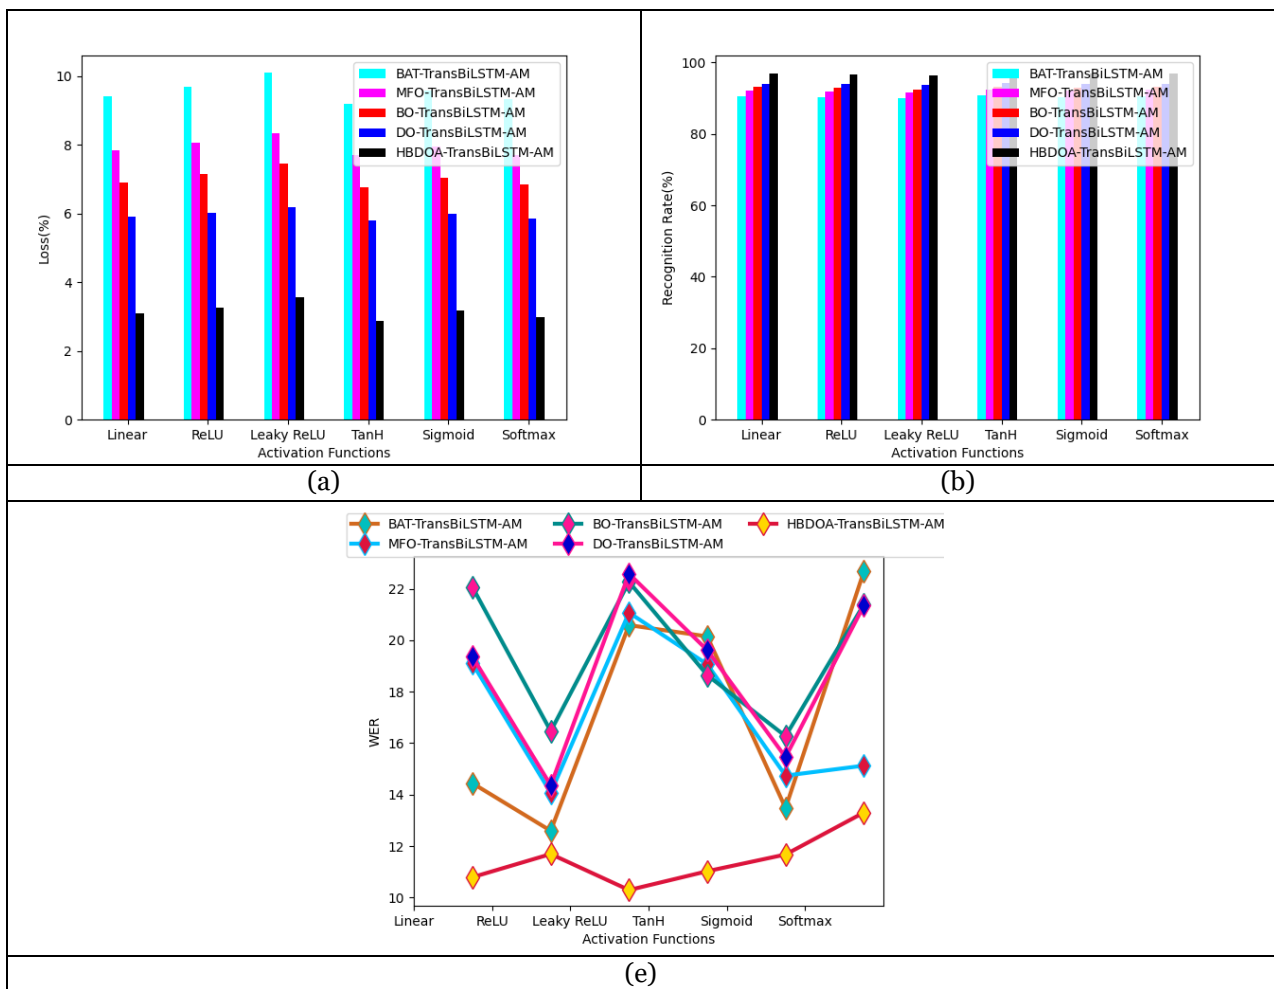 BAT-TransBiLSTM-AM
MFO-TransBiLSTM-AM
BO-TransBiLSTM-AM
DO-TransBiLSTM-AM
HBDOA-TransBiLSTM-AM
10
8
6
4
2
0
Loss(%)
Linear ReLU Leaky ReLU TanH Sigmoid Softmax
Activation Functions
(a)
BAT-TransBiLSTM-AM
MFO-TransBiLSTM-AM
BO-TransBiLSTM-AM
DO-TransBiLSTM-AM
HBDOA-TransBiLSTM-AM
100
80
60
40
20
0
Recognition Rate(%)
Linear ReLU Leaky ReLU TanH Sigmoid Softmax
Activation Functions
(b)
BAT-TransBiLSTM-AM BO-TransBiLSTM-AM HBDOA-TransBiLSTM-AM
MFO-TransBiLSTM-AM DO-TransBiLSTM-AM
22
20
18
16
14
12
10
WER
Linear ReLU Leaky ReLU TanH Sigmoid Softmax
Activation Functions
(e)